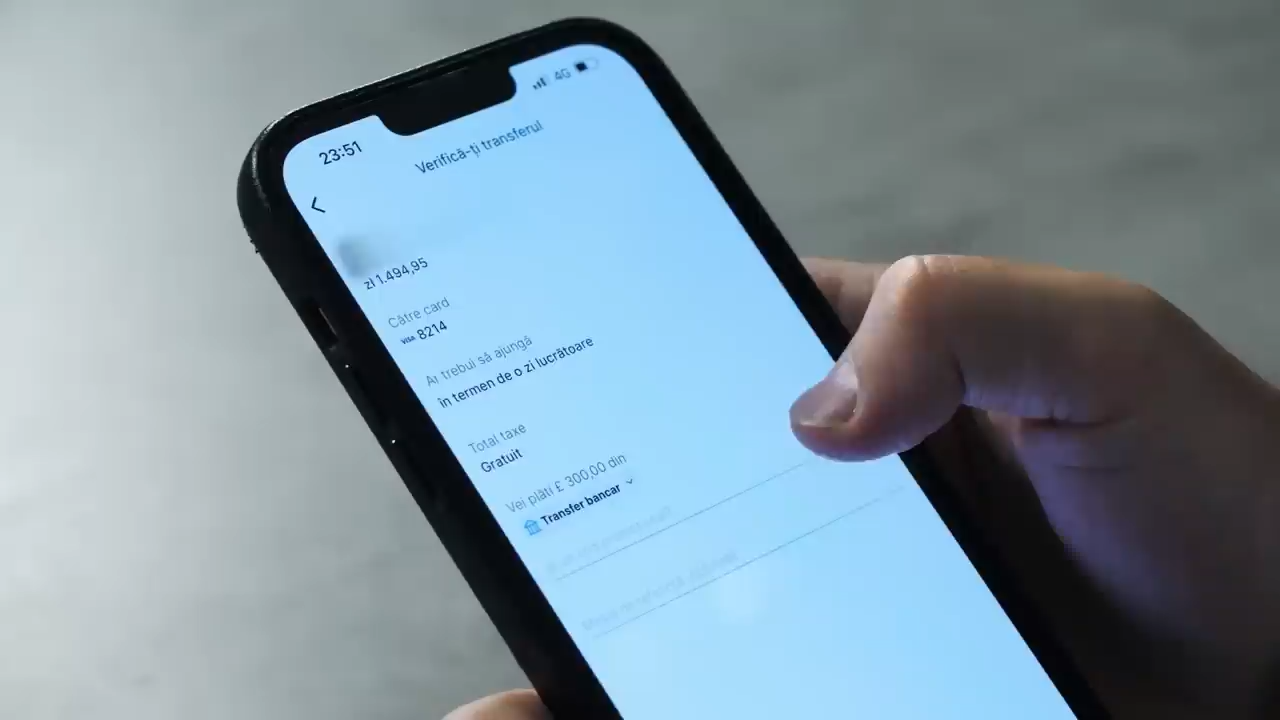 23:51
4G
Verifică-ți transferul
zł 1.494,95
Către card
VISA 8214
Ar trebui să ajungă
în termen de o zi lucrătoare
Total taxe
Gratuit
Vei plăti £ 300,00 din
Transfer bancar